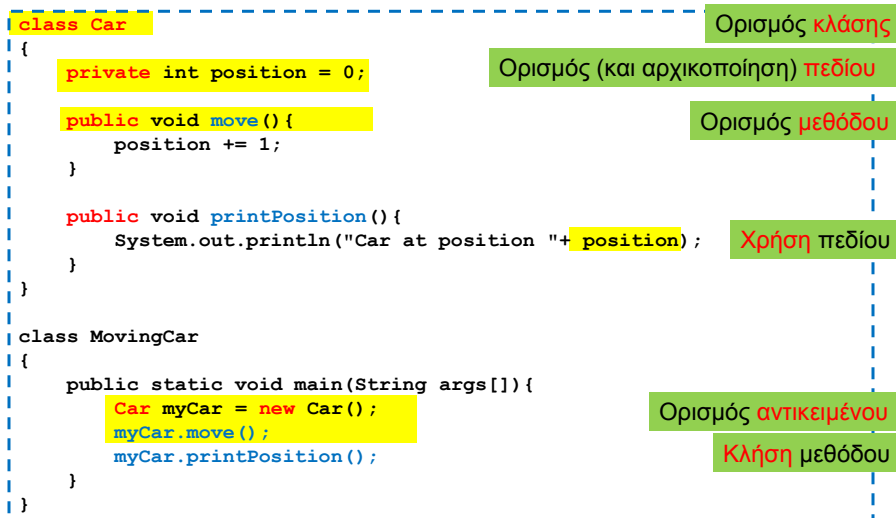 class Car Ορισμός κλάσης
{
private int position = 0; Ορισμός (και αρχικοποίηση) πεδίου
public void move(){ Ορισμός μεθόδου
position += 1;
}
public void printPosition(){
System.out.println("Car at position "+ position); Χρήση πεδίου
}
}
class MovingCar
{
public static void main(String args[]){
Car myCar = new Car(); Ορισμός αντικειμένου
myCar.move();
myCar.printPosition(); Κλήση μεθόδου
}
}